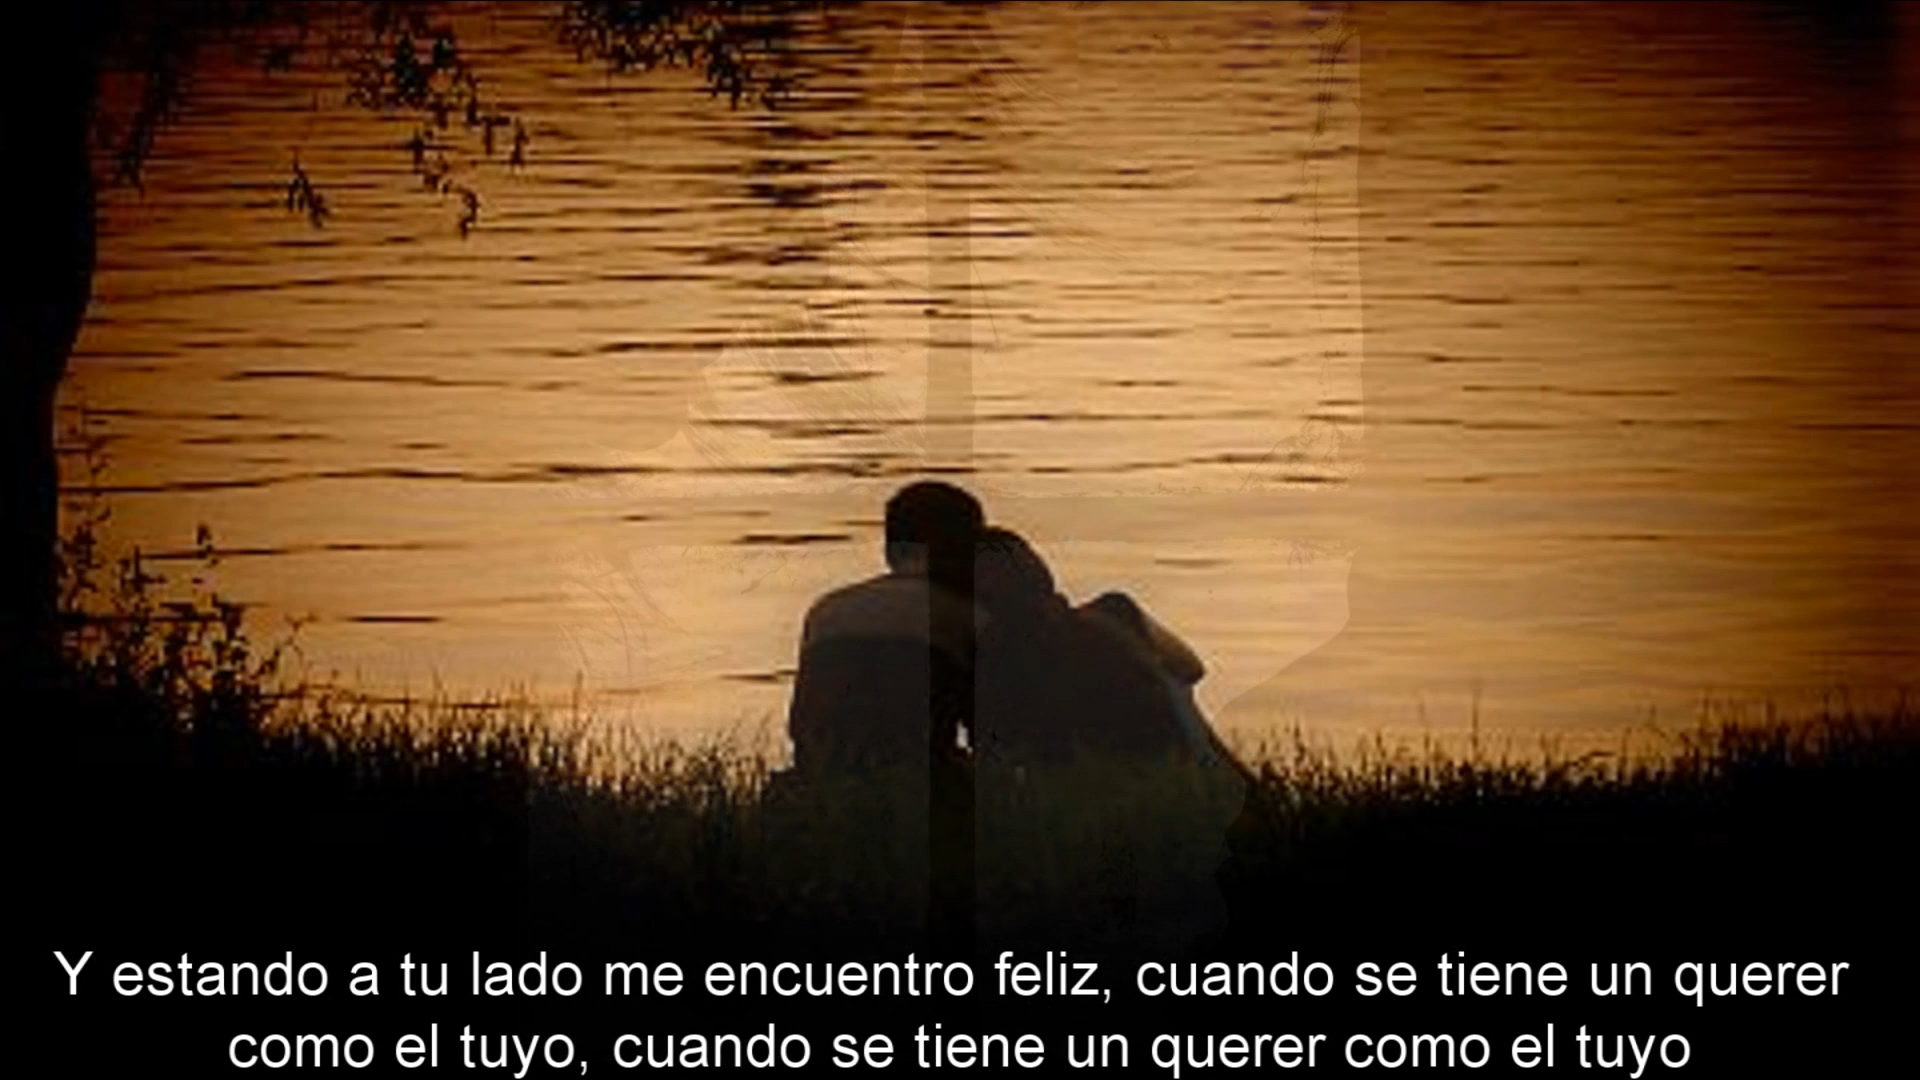 Y estando a tu lado me encuentro feliz, cuando se tiene un querer
como el tuyo, cuando se tiene un querer como el tuyo